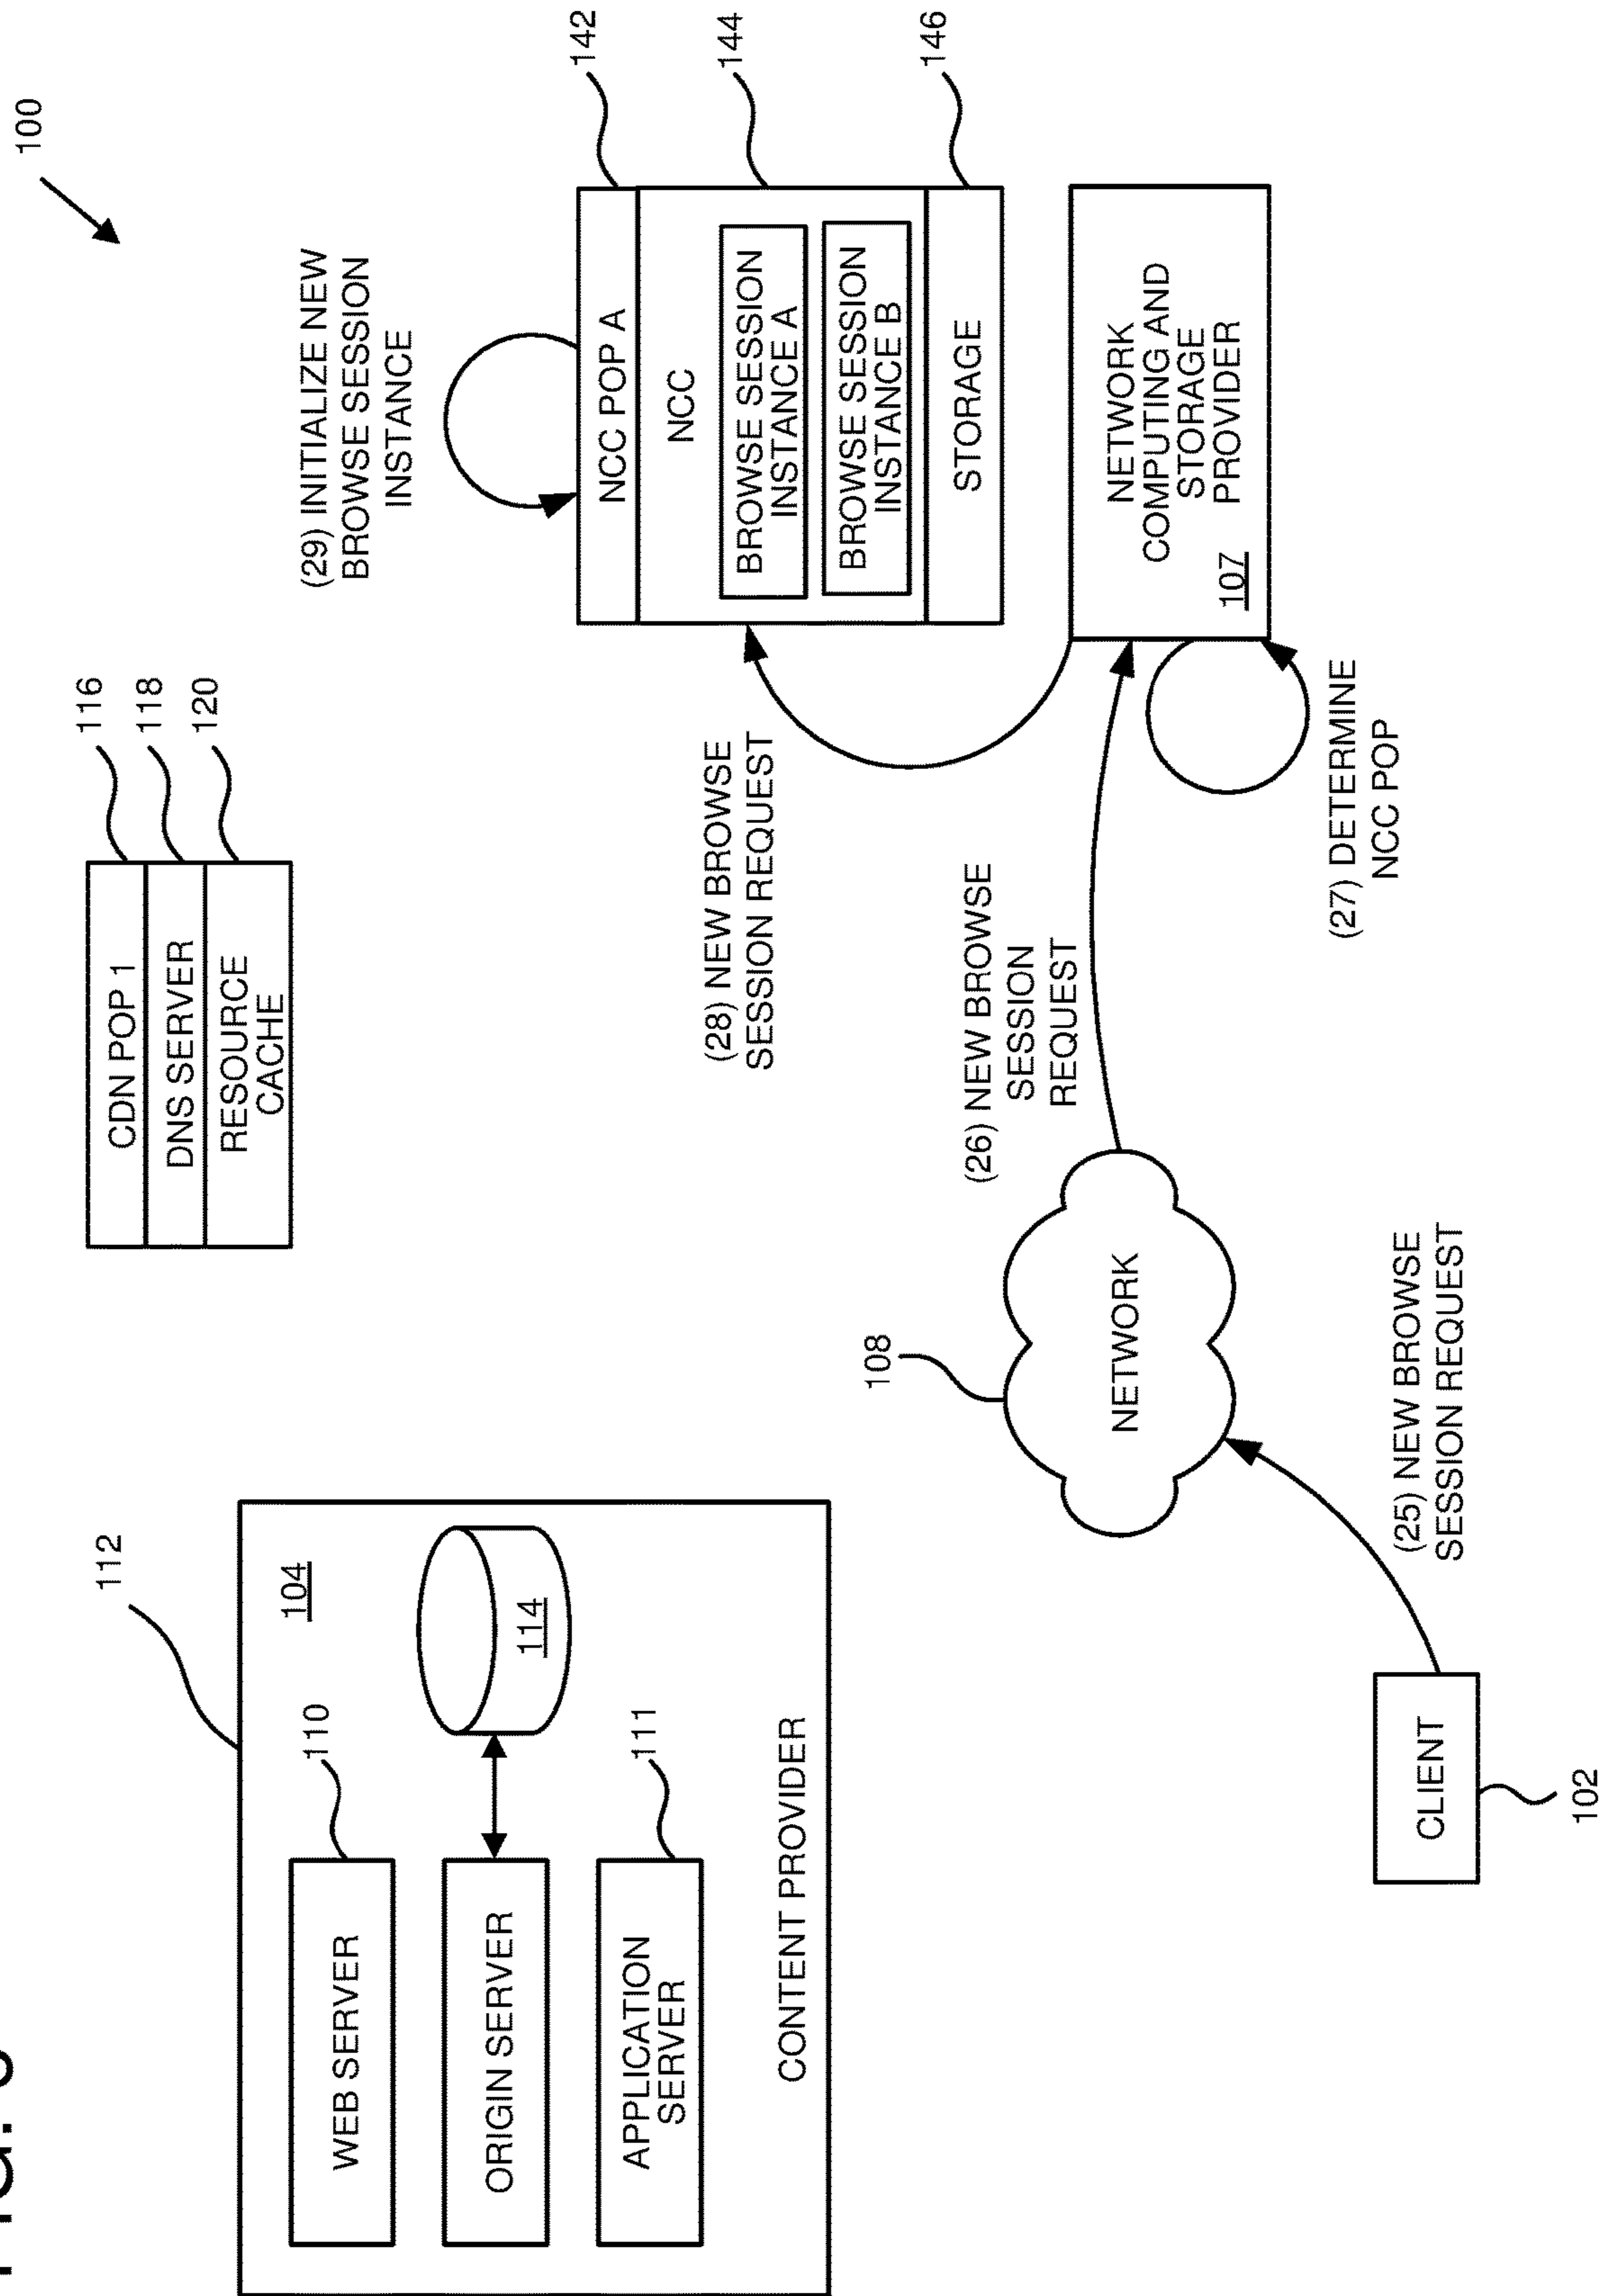 FIG.
100
112
104
110
WEB SERVER
114
ORIGIN SERVER
111
APPLICATION
SERVER
CONTENT PROVIDER
116
118
120
CDN POP 1
DNS SERVER
RESOURCE
CACHE
(29) INITIALIZE NEW
BROWSE SESSION
INSTANCE
142
144
146
NCC POP A
NCC
BROWSE SESSION
INSTANCE A
BROWSE SESSION
INSTANCE B
STORAGE
(28) NEW BROWSE
SESSION REQUEST
108
NETWORK
(26) NEW BROWSE
SESSION
REQUEST
NETWORK
COMPUTING AND
STORAGE
PROVIDER
107
(27) DETERMINE
NCC POP
(25) NEW BROWSE
SESSION REQUEST
CLIENT
102